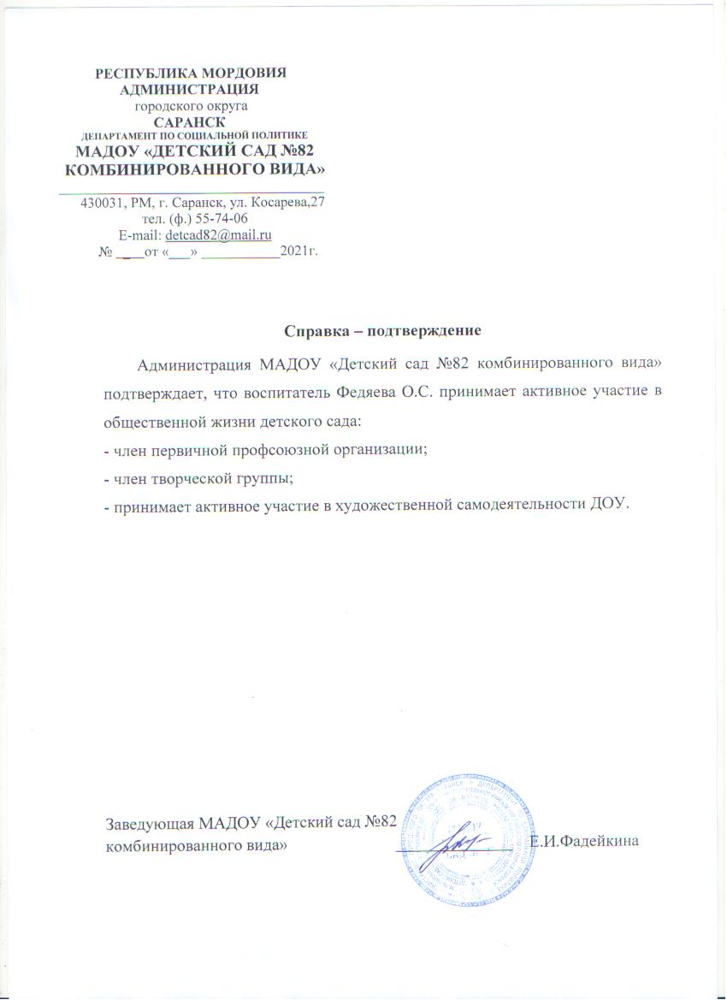 РЕСПУБЛИКА МОРДОВИЯ
АДМИНИСТРАЦИЯ
городского округа
САРАНСК
ДЕПАРТАМЕНТ ПО СОЦИАЛЬНОЙ ПОЛИТИКЕ
МАДОУ «ДЕТСКИЙ САД №82
КОМБИНИРОВАННОГО ВИДА»
430031, РМ, г. Саранск, ул. Косарева,27
тел. (ф.) 55-74-06
E-mail: detcad82@mail.ru
№ ____от «___» ___________2021г.
Справка – подтверждение
Администрация МАДОУ «Детский сад №82 комбинированного вида»
подтверждает, что воспитатель Федяева О.С. принимает активное участие в
общественной жизни детского сада:
- член первичной профсоюзной организации;
- член творческой группы;
- принимает активное участие в художественной самодеятельности ДОУ.
Заведующая МАДОУ «Детский сад №82
комбинированного вида» _______________ Е.И.Фадейкина